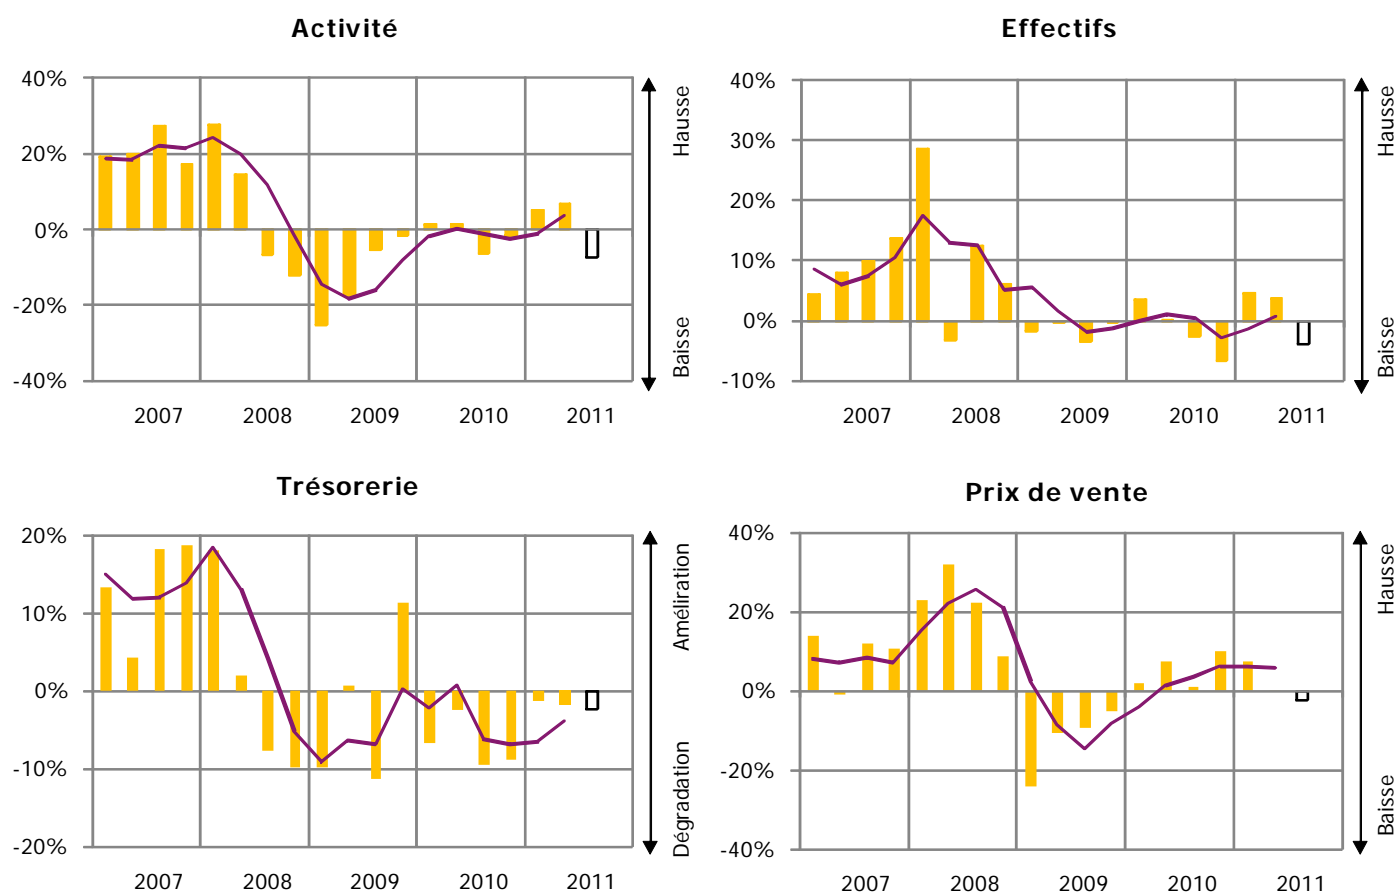 Activité
40%
20%
0%
-20%
-40%
2007 2008 2009 2010 2011
Hausse
Baisse
Effectifs
40%
30%
20%
10%
0%
-10%
2007 2008 2009 2010 2011
Hausse
Baisse
Trésorerie
20%
10%
0%
-10%
-20%
2007 2008 2009 2010 2011
Amélioration
Dégradation
Prix de vente
40%
20%
0%
-20%
-40%
2007 2008 2009 2010 2011
Hausse
Baisse